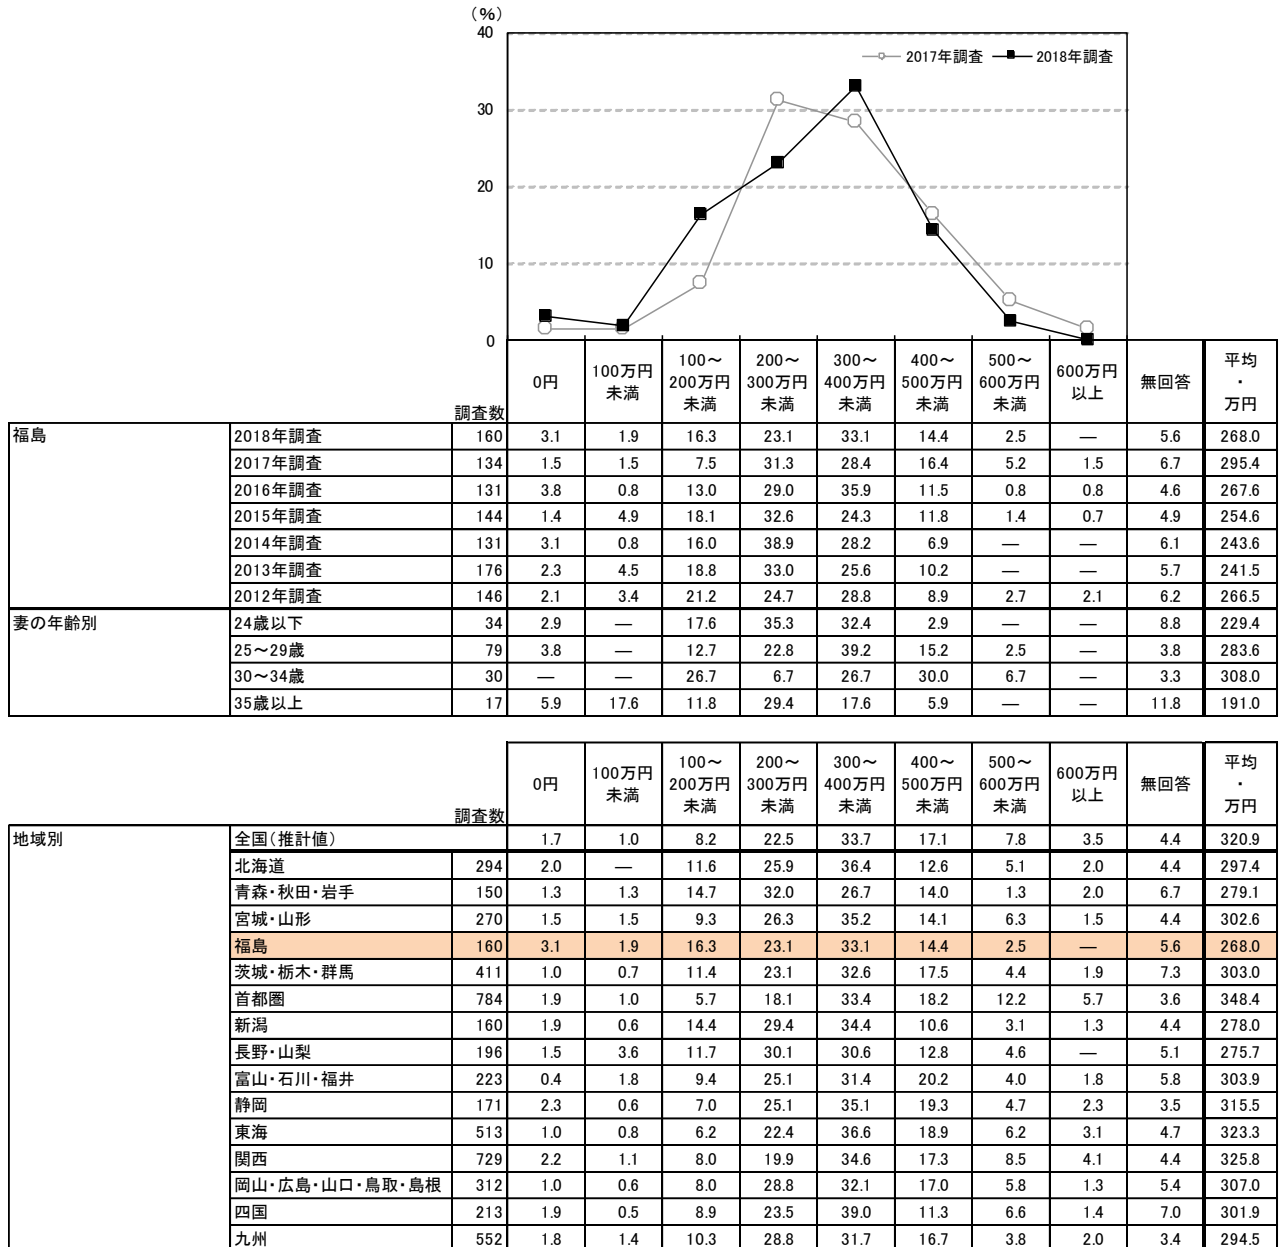 （%）
40
2017年調査 2018年調査
30
20
10
0
調査数 0円 100万円未満 100～200万円未満 200～300万円未満 300～400万円未満 400～500万円未満 500～600万円未満 600万円以上 無回答 平均・万円
福島 2018年調査 160 3.1 1.9 16.3 23.1 33.1 14.4 2.5 — 5.6 268.0
2017年調査 134 1.5 1.5 7.5 31.3 28.4 16.4 5.2 1.5 6.7 295.4
2016年調査 131 3.8 0.8 13.0 29.0 35.9 11.5 0.8 0.8 4.6 267.6
2015年調査 144 1.4 4.9 18.1 32.6 24.3 11.8 1.4 0.7 4.9 254.6
2014年調査 131 3.1 0.8 16.0 38.9 28.2 6.9 — — 6.1 243.6
2013年調査 176 2.3 4.5 18.8 33.0 25.6 10.2 — — 5.7 241.5
2012年調査 146 2.1 3.4 21.2 24.7 28.8 8.9 2.7 2.1 6.2 266.5
妻の年齢別 24歳以下 34 2.9 — 17.6 35.3 32.4 2.9 — — 8.8 229.4
25～29歳 79 3.8 — 12.7 22.8 39.2 15.2 2.5 — 3.8 283.6
30～34歳 30 — — 26.7 6.7 26.7 30.0 6.7 — 3.3 308.0
35歳以上 17 5.9 17.6 11.8 29.4 17.6 5.9 — — 11.8 191.0
調査数 0円 100万円未満 100～200万円未満 200～300万円未満 300～400万円未満 400～500万円未満 500～600万円未満 600万円以上 無回答 平均・万円
地域別 全国（推計値） 1.7 1.0 8.2 22.5 33.7 17.1 7.8 3.5 4.4 320.9
北海道 294 2.0 — 11.6 25.9 36.4 12.6 5.1 2.0 4.4 297.4
青森・秋田・岩手 150 1.3 1.3 14.7 32.0 26.7 14.0 1.3 2.0 6.7 279.1
宮城・山形 270 1.5 1.5 9.3 26.3 35.2 14.1 6.3 1.5 4.4 302.6
福島 160 3.1 1.9 16.3 23.1 33.1 14.4 2.5 — 5.6 268.0
茨城・栃木・群馬 411 1.0 0.7 11.4 23.1 32.6 17.5 4.4 1.9 7.3 303.0
首都圏 784 1.9 1.0 5.7 18.1 33.4 18.2 12.2 5.7 3.6 348.4
新潟 160 1.9 0.6 14.4 29.4 34.4 10.6 3.1 1.3 4.4 278.0
長野・山梨 196 1.5 3.6 11.7 30.1 30.6 12.8 4.6 — 5.1 275.7
富山・石川・福井 223 0.4 1.8 9.4 25.1 31.4 20.2 4.0 1.8 5.8 303.9
静岡 171 2.3 0.6 7.0 25.1 35.1 19.3 4.7 2.3 3.5 315.5
東海 513 1.0 0.8 6.2 22.4 36.6 18.9 6.2 3.1 4.7 323.3
関西 729 2.2 1.1 8.0 19.9 34.6 17.3 8.5 4.1 4.4 325.8
岡山・広島・山口・鳥取・島根 312 1.0 0.6 8.0 28.8 32.1 17.0 5.8 1.3 5.4 307.0
四国 213 1.9 0.5 8.9 23.5 39.0 11.3 6.6 1.4 7.0 301.9
九州 552 1.8 1.4 10.3 28.8 31.7 16.7 3.8 2.0 3.4 294.5